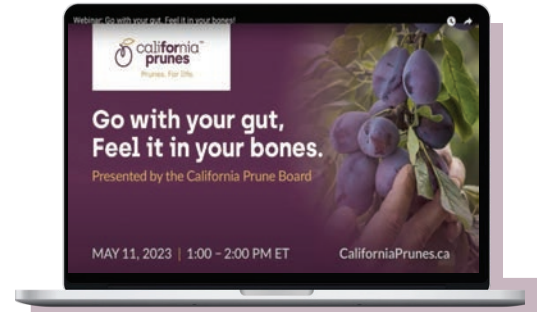 Webinar: Go with your gut, Feel it in your bones!
california™
prunes
Prunes. For life.
Go with your gut,
Feel it in your bones.
Presented by the California Prune Board
MAY 11, 2023 | 1:00 – 2:00 PM ET
CaliforniaPrunes.ca